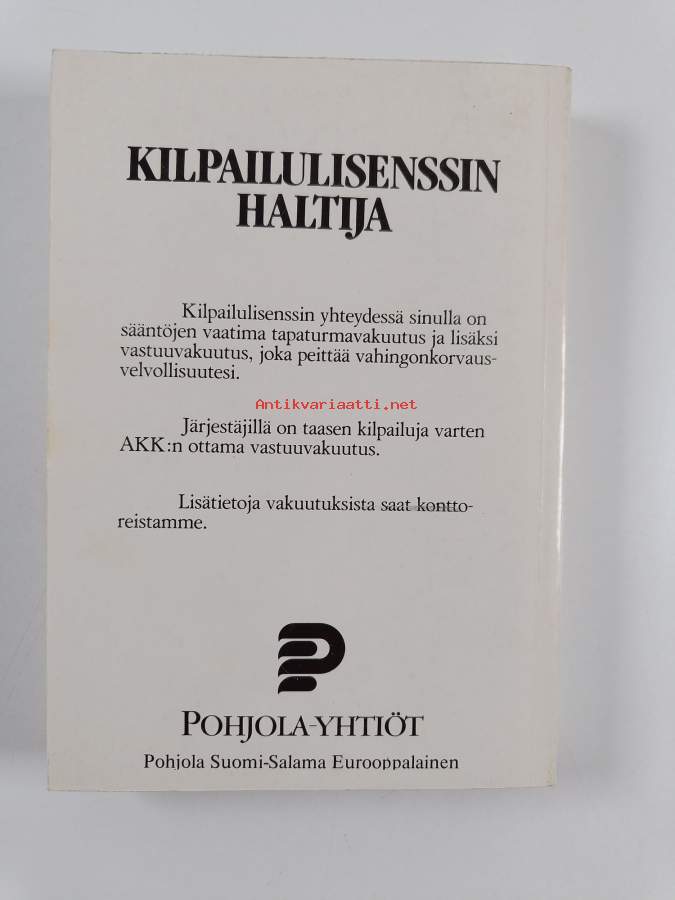 KILPAILULISENSSIN
HALTIJA
Kilpailulisenssin yhteydessä sinulla on
sääntöjen vaatima tapaturmavakuutus ja lisäksi
vastuuvakuutus, joka peittää vahingonkorvaus-
velvollisuutesi.
Antikvariaatti.net
Järjestäjillä on taasen kilpailuja varten
AKK:n ottama vastuuvakuutus.
Lisätietoja vakuutuksista saat kontto-
reistamme.
POHJOLA-YHTIÖT
Pohjola Suomi-Salama Eurooppalainen